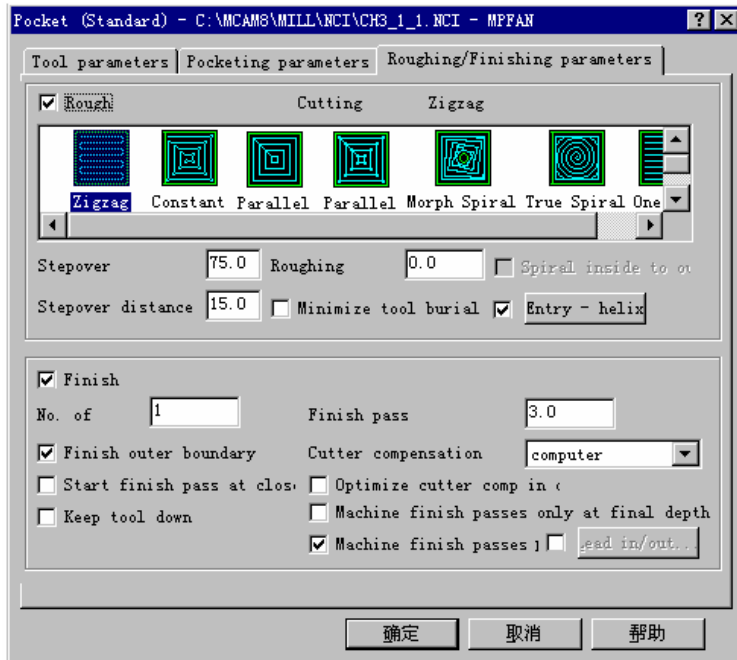 Pocket (Standard) - C:\MCAM8\MILL\NCI\CH3_1_1.NCI - MPFAN
Tool parameters Pocketing parameters Roughing/Finishing parameters
Rough Cutting Zigzag
Zigzag Constant Parallel Parallel Morph Spiral True Spiral One
Stepover 75.0 Roughing 0.0 Spiral inside to ou
Stepover distance 15.0 Minimize tool burial Entry - helix
Finish
No. of 1 Finish pass 3.0
Finish outer boundary Cutter compensation computer
Start finish pass at close Optimize cutter comp in
Keep tool down Machine finish passes only at final depth
Machine finish passes ead in/out...
确定 取消 帮助